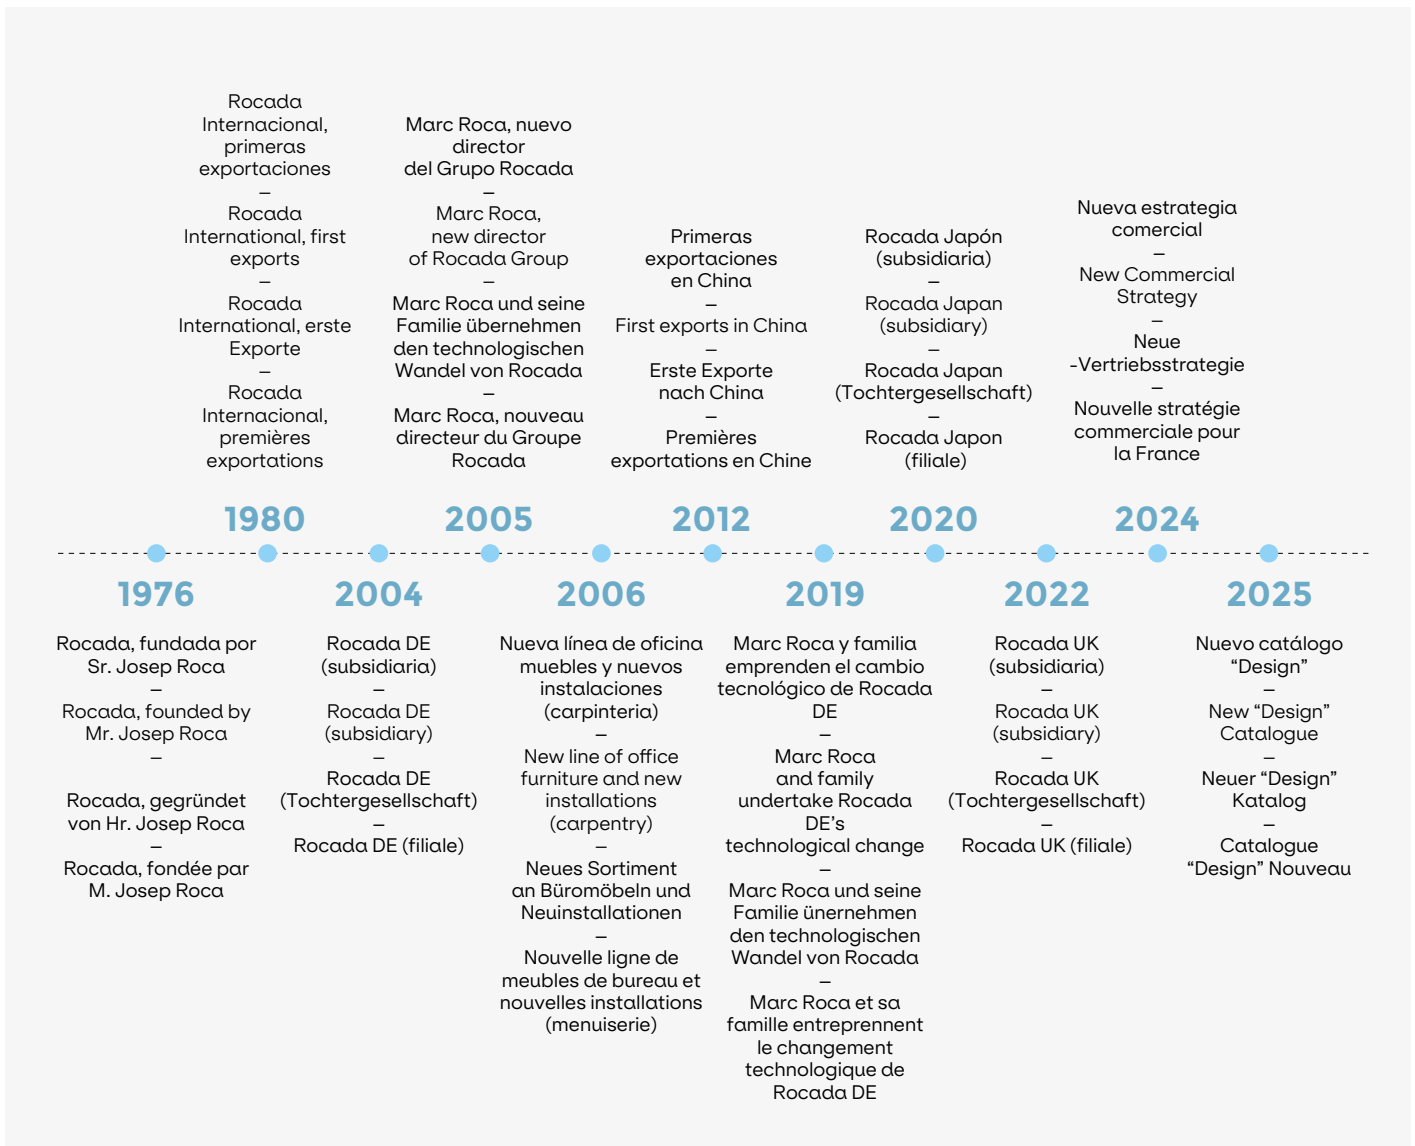 Rocada
Internacional,
primeras
exportaciones
–
Rocada
International, first
exports
–
Rocada
International, erste
Exporte
–
Rocada
Internacional,
premières
exportations
1980
Marc Roca, nuevo
director
del Grupo Rocada
–
Marc Roca,
new director
of Rocada Group
–
Marc Roca und seine
Familie übernehmen
den technologischen
Wandel von Rocada
–
Marc Roca, nouveau
directeur du Groupe
Rocada
2005
Primeras
exportaciones
en China
–
First exports in China
–
Erste Exporte
nach China
–
Premières
exportations en Chine
2012
Rocada Japón
(subsidiaria)
–
Rocada Japan
(subsidiary)
–
Rocada Japan
(Tochtergesellschaft)
–
Rocada Japon
(filiale)
2020
Nueva estrategia
comercial
–
New Commercial
Strategy
–
Neue
-Vertriebsstrategie
–
Nouvelle stratégie
commerciale pour
la France
2024
1976
Rocada, fundada por
Sr. Josep Roca
–
Rocada, founded by
Mr. Josep Roca
–
Rocada, gegründet
von Hr. Josep Roca
–
Rocada, fondée par
M. Josep Roca
2004
Rocada DE
(subsidiaria)
–
Rocada DE
(subsidiary)
–
Rocada DE
(Tochtergesellschaft)
–
Rocada DE (filiale)
2006
Nueva línea de oficina
muebles y nuevos
instalaciones
(carpinteria)
–
New line of office
furniture and new
installations
(carpentry)
–
Neues Sortiment
an Büromöbeln und
Neuinstallationen
–
Nouvelle ligne de
meubles de bureau et
nouvelles installations
(menuiserie)
2019
Marc Roca y familia
emprenden el cambio
tecnológico de Rocada
DE
–
Marc Roca
and family
undertake Rocada
DE's
technological change
–
Marc Roca und seine
Familie ünernehmen
den technologischen
Wandel von Rocada
–
Marc Roca et sa
famille entreprennent
le changement
technologique de
Rocada DE
2022
Rocada UK
(subsidiaria)
–
Rocada UK
(subsidiary)
–
Rocada UK
(Tochtergesellschaft)
–
Rocada UK (filiale)
2025
Nuevo catálogo
“Design”
–
New “Design”
Catalogue
–
Neuer “Design”
Katalog
–
Catalogue
“Design” Nouveau